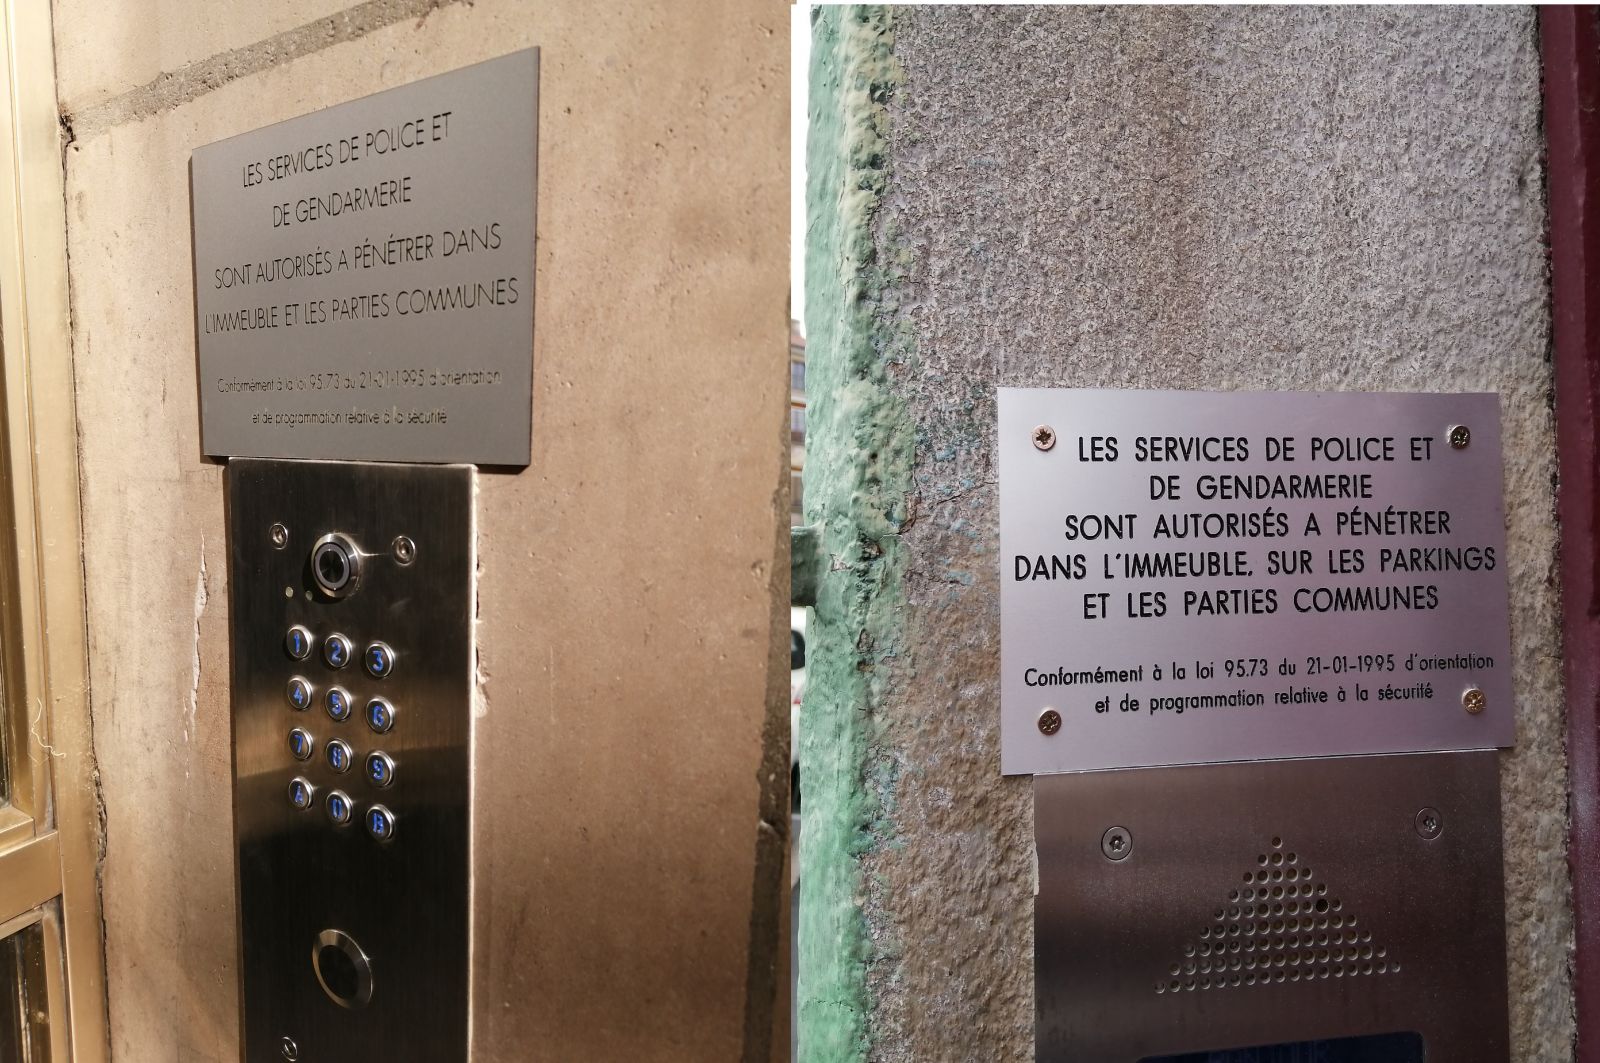 LES SERVICES DE POLICE ET
DE GENDARMERIE
SONT AUTORISÉS A PÉNÉTRER DANS
L'IMMEUBLE ET LES PARTIES COMMUNES
Conformément à la loi 95.73 du 21-01-1995 d'orientation
et de programmation relative à la sécurité
1 2 3
4 5 6
7 8 9
A 0 B
LES SERVICES DE POLICE ET
DE GENDARMERIE
SONT AUTORISÉS A PÉNÉTRER
DANS L'IMMEUBLE, SUR LES PARKINGS
ET LES PARTIES COMMUNES
Conformément à la loi 95.73 du 21-01-1995 d'orientation
et de programmation relative à la sécurité